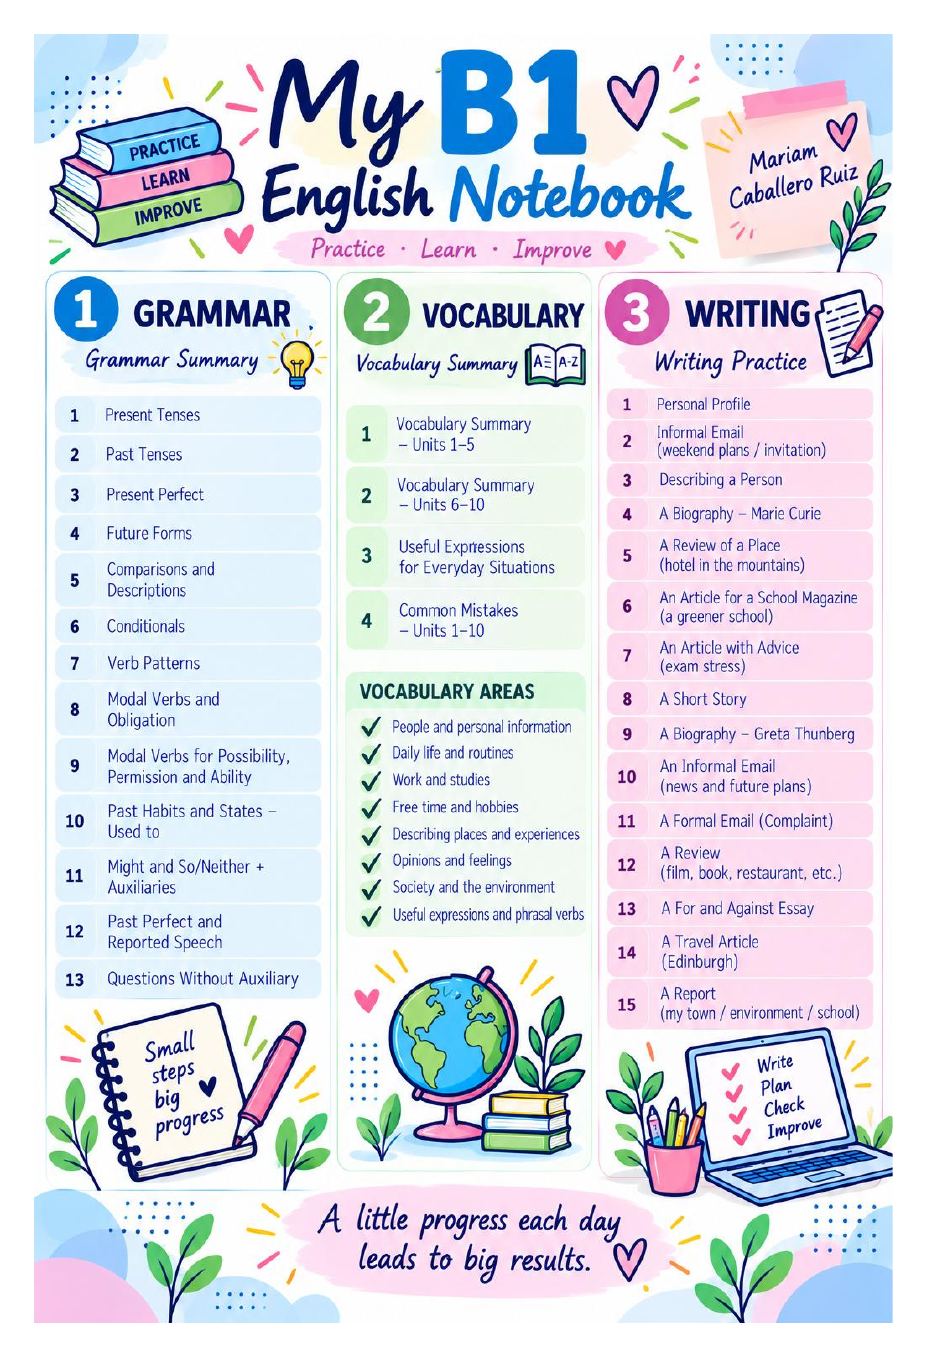 My B1
English Notebook
Practice · Learn · Improve
PRACTICE
LEARN
IMPROVE
Mariam
Caballero Ruiz
1 GRAMMAR
Grammar Summary
1 Present Tenses
2 Past Tenses
3 Present Perfect
4 Future Forms
5 Comparisons and
Descriptions
6 Conditionals
7 Verb Patterns
8 Modal Verbs and
Obligation
9 Modal Verbs for Possibility,
Permission and Ability
10 Past Habits and States –
Used to
11 Might and So/Neither +
Auxiliaries
12 Past Perfect and
Reported Speech
13 Questions Without Auxiliary
Small
steps
big
progress
2 VOCABULARY
Vocabulary Summary
A A-Z
1 Vocabulary Summary
– Units 1–5
2 Vocabulary Summary
– Units 6–10
3 Useful Expressions
for Everyday Situations
4 Common Mistakes
– Units 1–10
VOCABULARY AREAS
People and personal information
Daily life and routines
Work and studies
Free time and hobbies
Describing places and experiences
Opinions and feelings
Society and the environment
Useful expressions and phrasal verbs
3 WRITING
Writing Practice
1 Personal Profile
2 Informal Email
(weekend plans / invitation)
3 Describing a Person
4 A Biography – Marie Curie
5 A Review of a Place
(hotel in the mountains)
6 An Article for a School Magazine
(a greener school)
7 An Article with Advice
(exam stress)
8 A Short Story
9 A Biography – Greta Thunberg
10 An Informal Email
(news and future plans)
11 A Formal Email (Complaint)
12 A Review
(film, book, restaurant, etc.)
13 A For and Against Essay
14 A Travel Article
(Edinburgh)
15 A Report
(my town / environment / school)
Write
Plan
Check
Improve
A little progress each day
leads to big results.